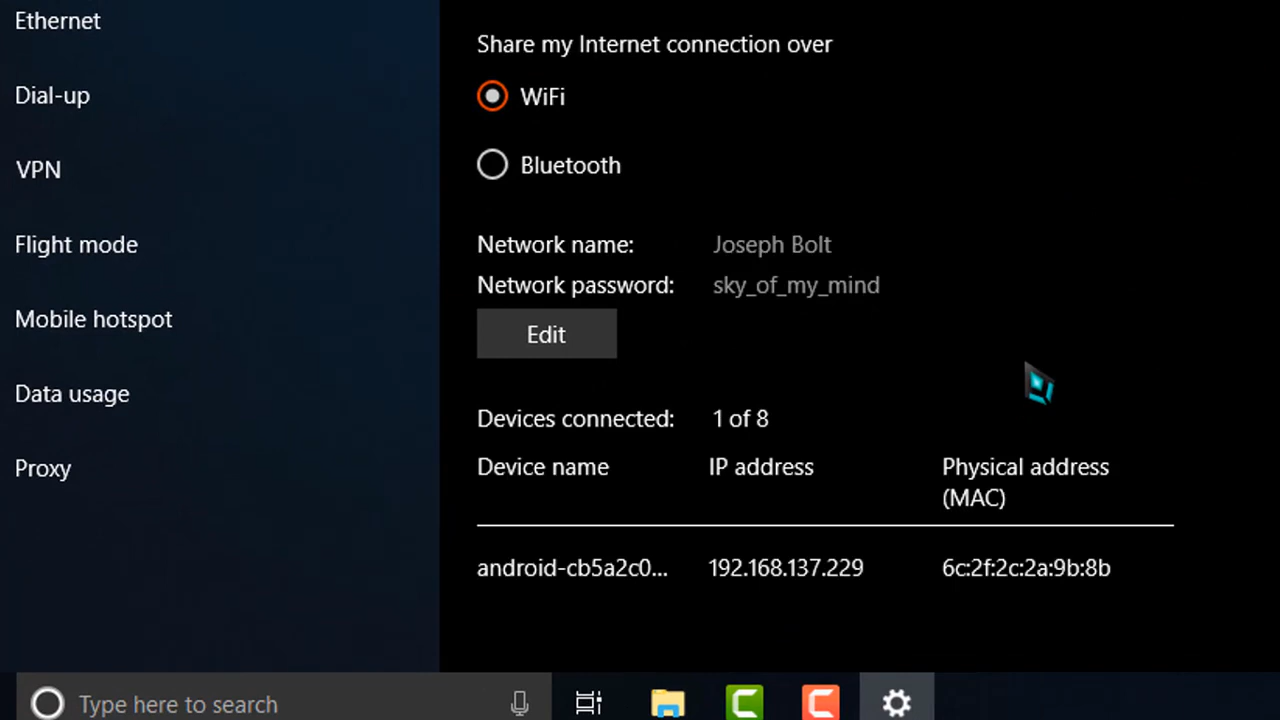 Ethernet
Dial-up
VPN
Flight mode
Mobile hotspot
Data usage
Proxy
Share my Internet connection over
WiFi
Bluetooth
Network name: Joseph Bolt
Network password: sky_of_my_mind
Edit
Devices connected: 1 of 8
Device name IP address Physical address
(MAC)
android-cb5a2c0... 192.168.137.229 6c:2f:2c:2a:9b:8b
Type here to search